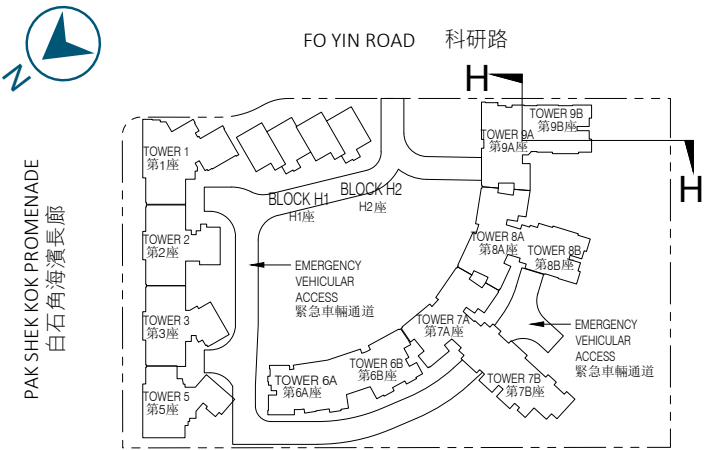 N
FO YIN ROAD 科研路
PAK SHEK KOK PROMENADE
白石角海濱長廊
H
H
TOWER 1
第1座
TOWER 2
第2座
TOWER 3
第3座
TOWER 5
第5座
BLOCK H1
H1座
BLOCK H2
H2座
TOWER 9A
第9A座
TOWER 9B
第9B座
TOWER 8A
第8A座
TOWER 8B
第8B座
TOWER 7A
第7A座
TOWER 7B
第7B座
TOWER 6A
第6A座
TOWER 6B
第6B座
EMERGENCY
VEHICULAR
ACCESS
緊急車輛通道
EMERGENCY
VEHICULAR
ACCESS
緊急車輛通道